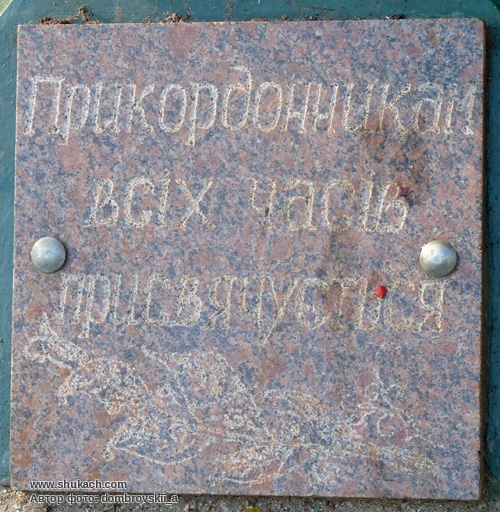 Прикордонникам
всіх часів
присвячується
www.shukach.com
Автор фото: dombrovskii_a